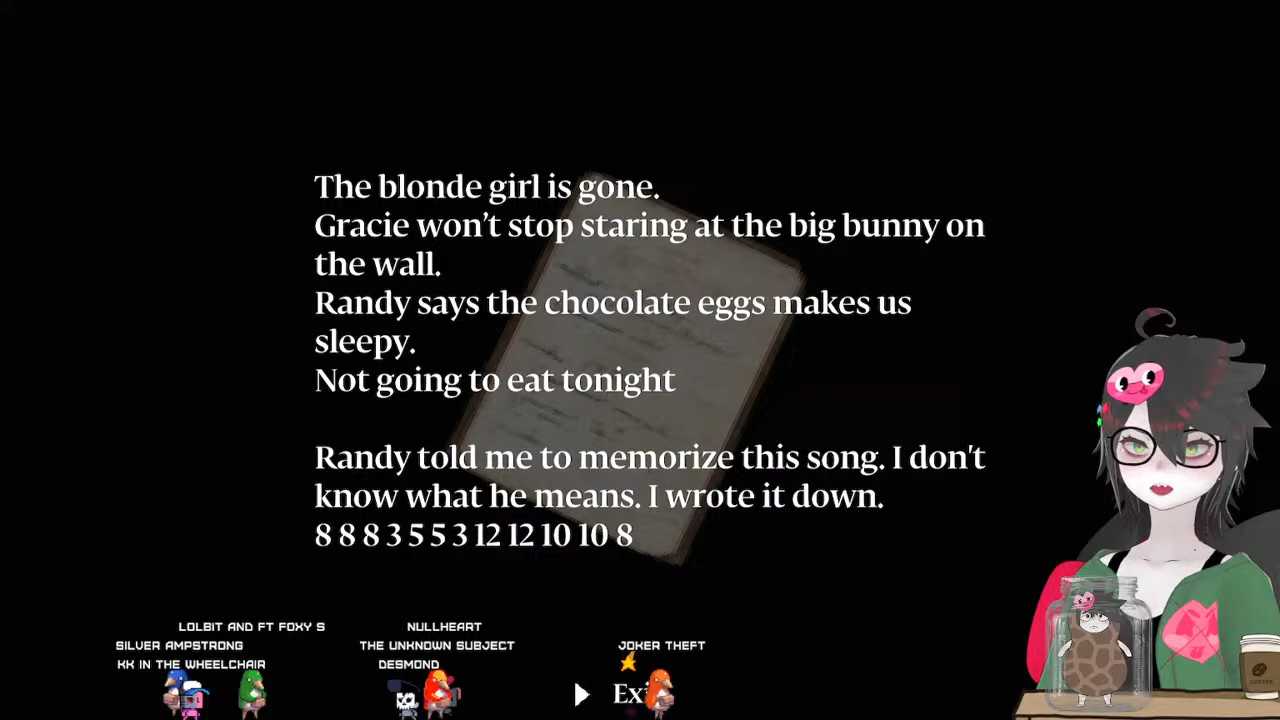 The blonde girl is gone.
Gracie won’t stop staring at the big bunny on
the wall.
Randy says the chocolate eggs makes us
sleepy.
Not going to eat tonight
Randy told me to memorize this song. I don't
know what he means. I wrote it down.
8 8 8 3 5 5 3 12 12 10 10 8
LOLBIT AND FT FOXY S
NULLHEART
SILVER AMPSTRONG
THE UNKNOWN SUBJECT
JOKER THEFT
KK IN THE WHEELCHAIR
DESMOND
COFFEE